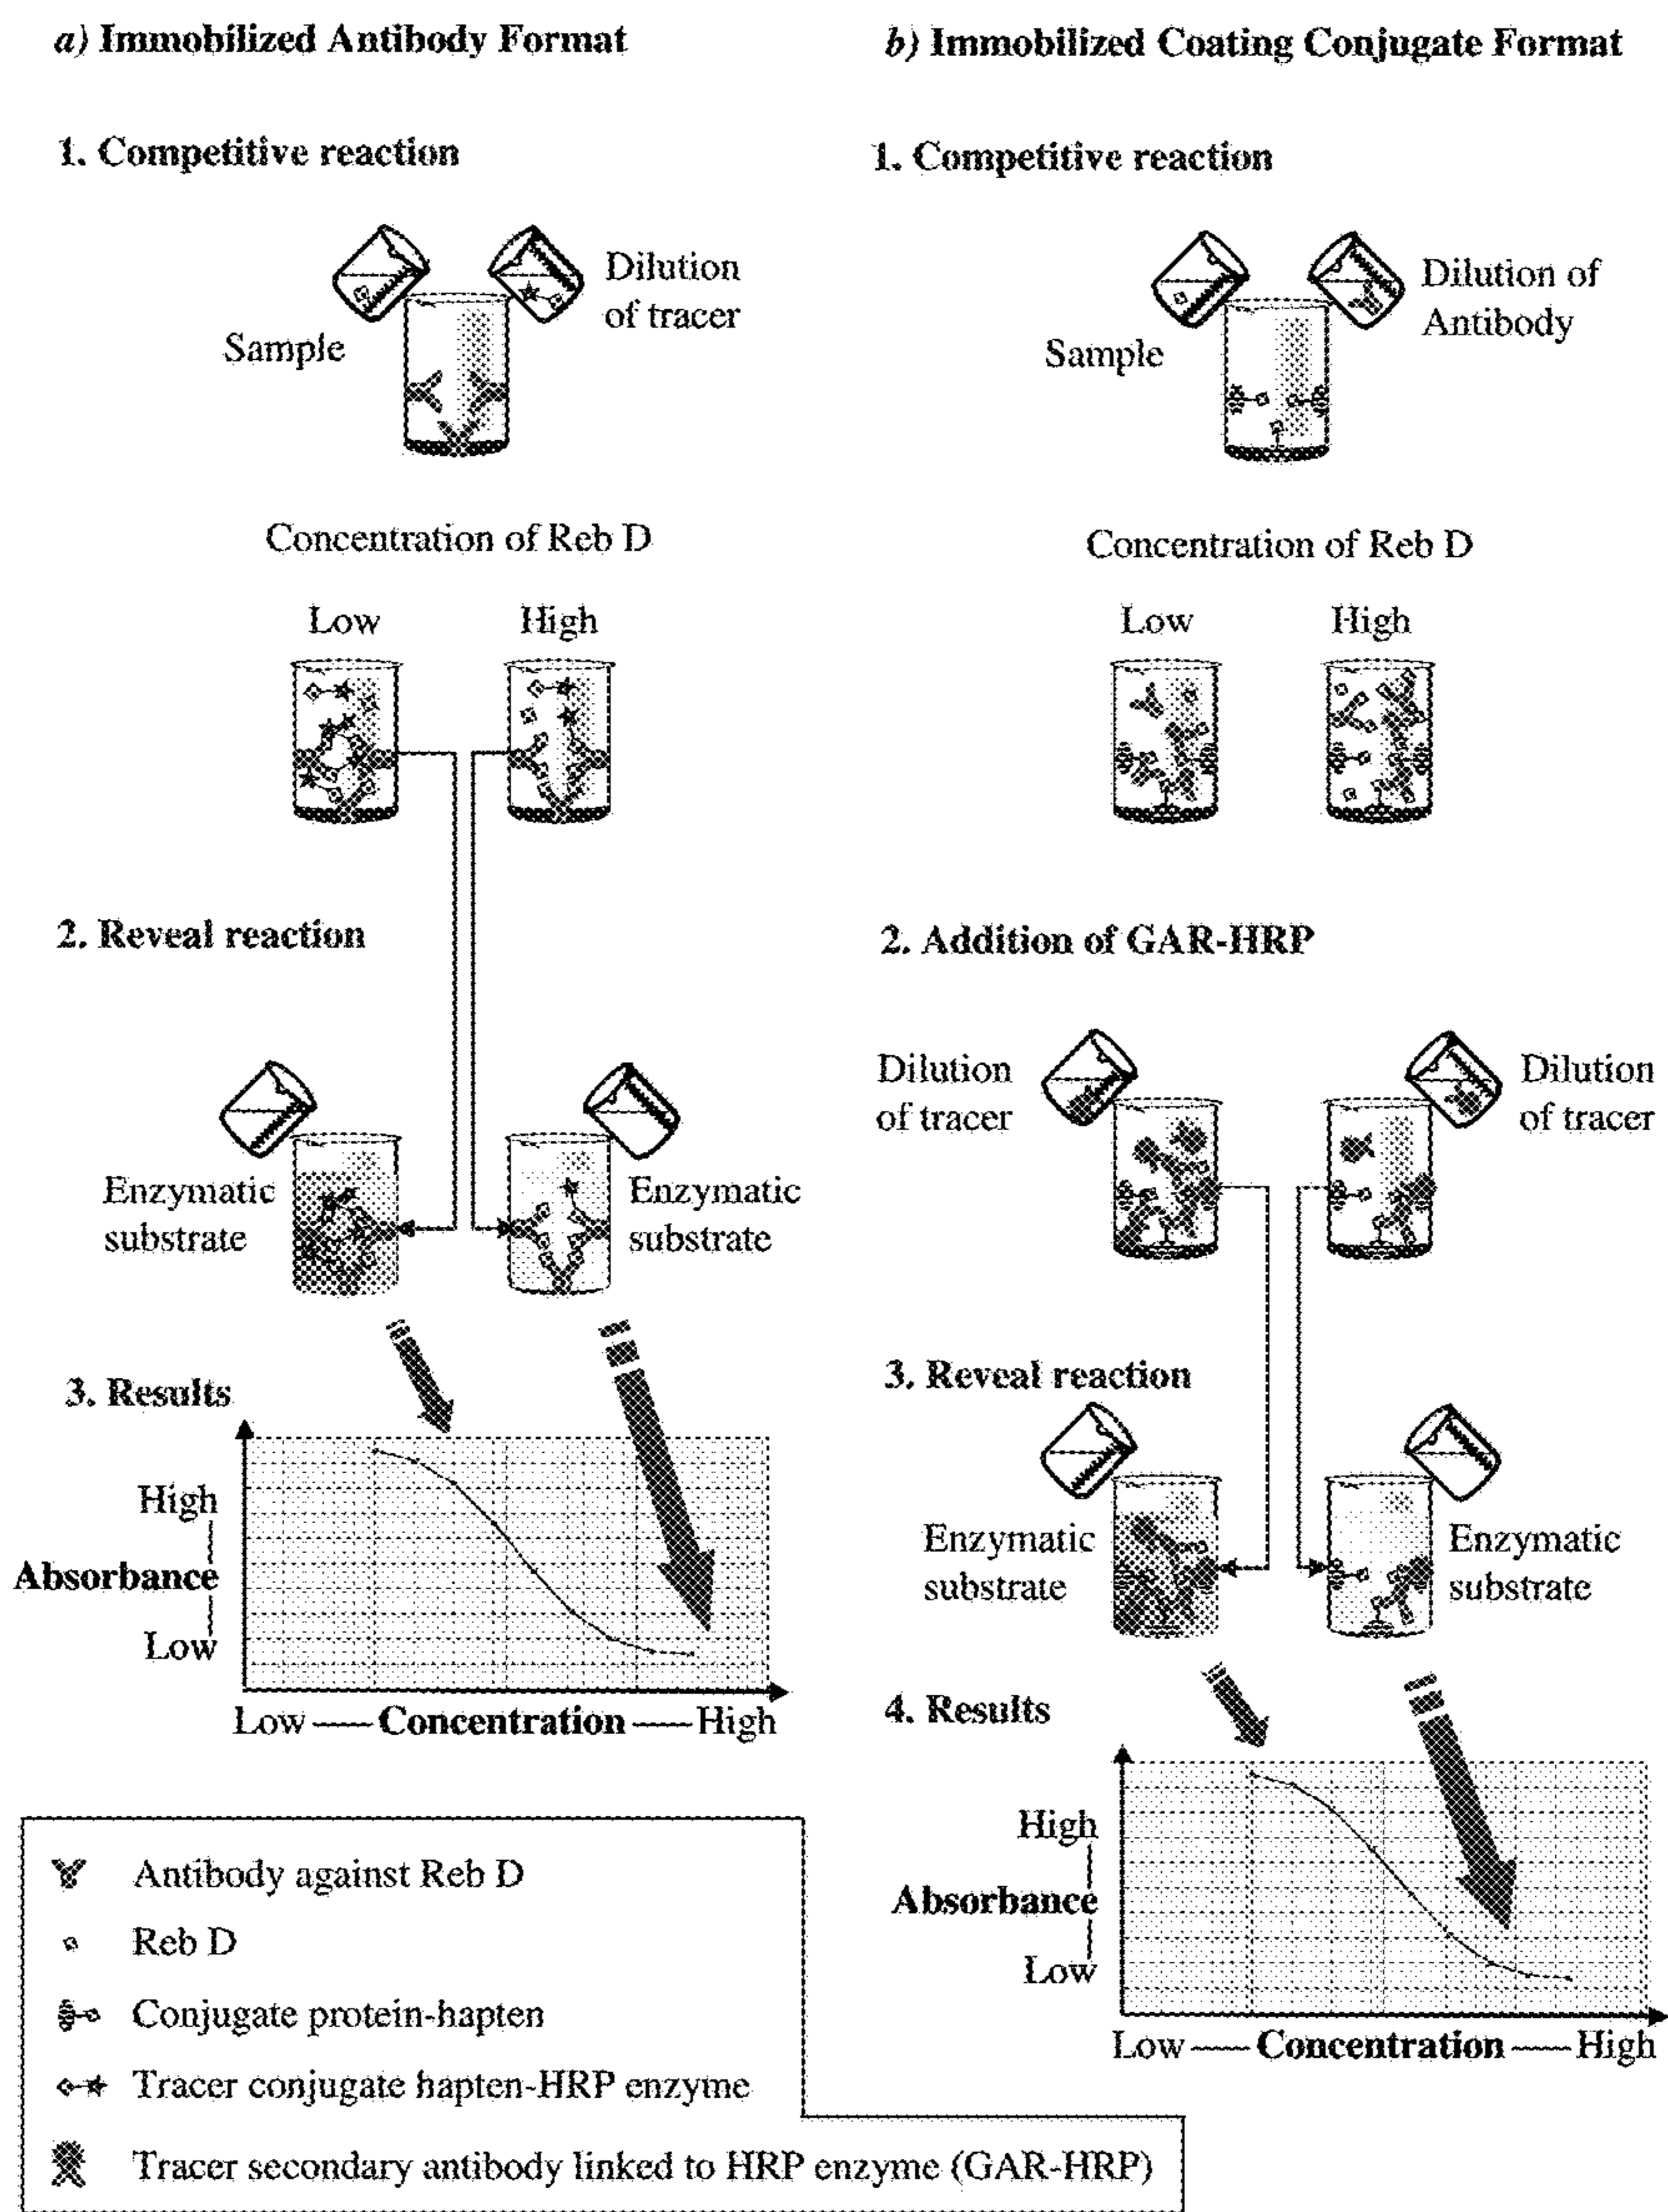 a) Immobilized Antibody Format
1. Competitive reaction
Dilution
of tracer
Sample
Concentration of Reb D
Low
High
2. Reveal reaction
Enzymatic
substrate
Enzymatic
substrate
3. Results
High
Absorbance
Low
Low — Concentration — High
b) Immobilized Coating Conjugate Format
1. Competitive reaction
Dilution of
Antibody
Sample
Concentration of Reb D
Low
High
2. Addition of GAR-HRP
Dilution
of tracer
Dilution
of tracer
3. Reveal reaction
Enzymatic
substrate
Enzymatic
substrate
4. Results
High
Absorbance
Low
Low — Concentration — High
Antibody against Reb D
Reb D
Conjugate protein-hapten
Tracer conjugate hapten-HRP enzyme
Tracer secondary antibody linked to HRP enzyme (GAR-HRP)